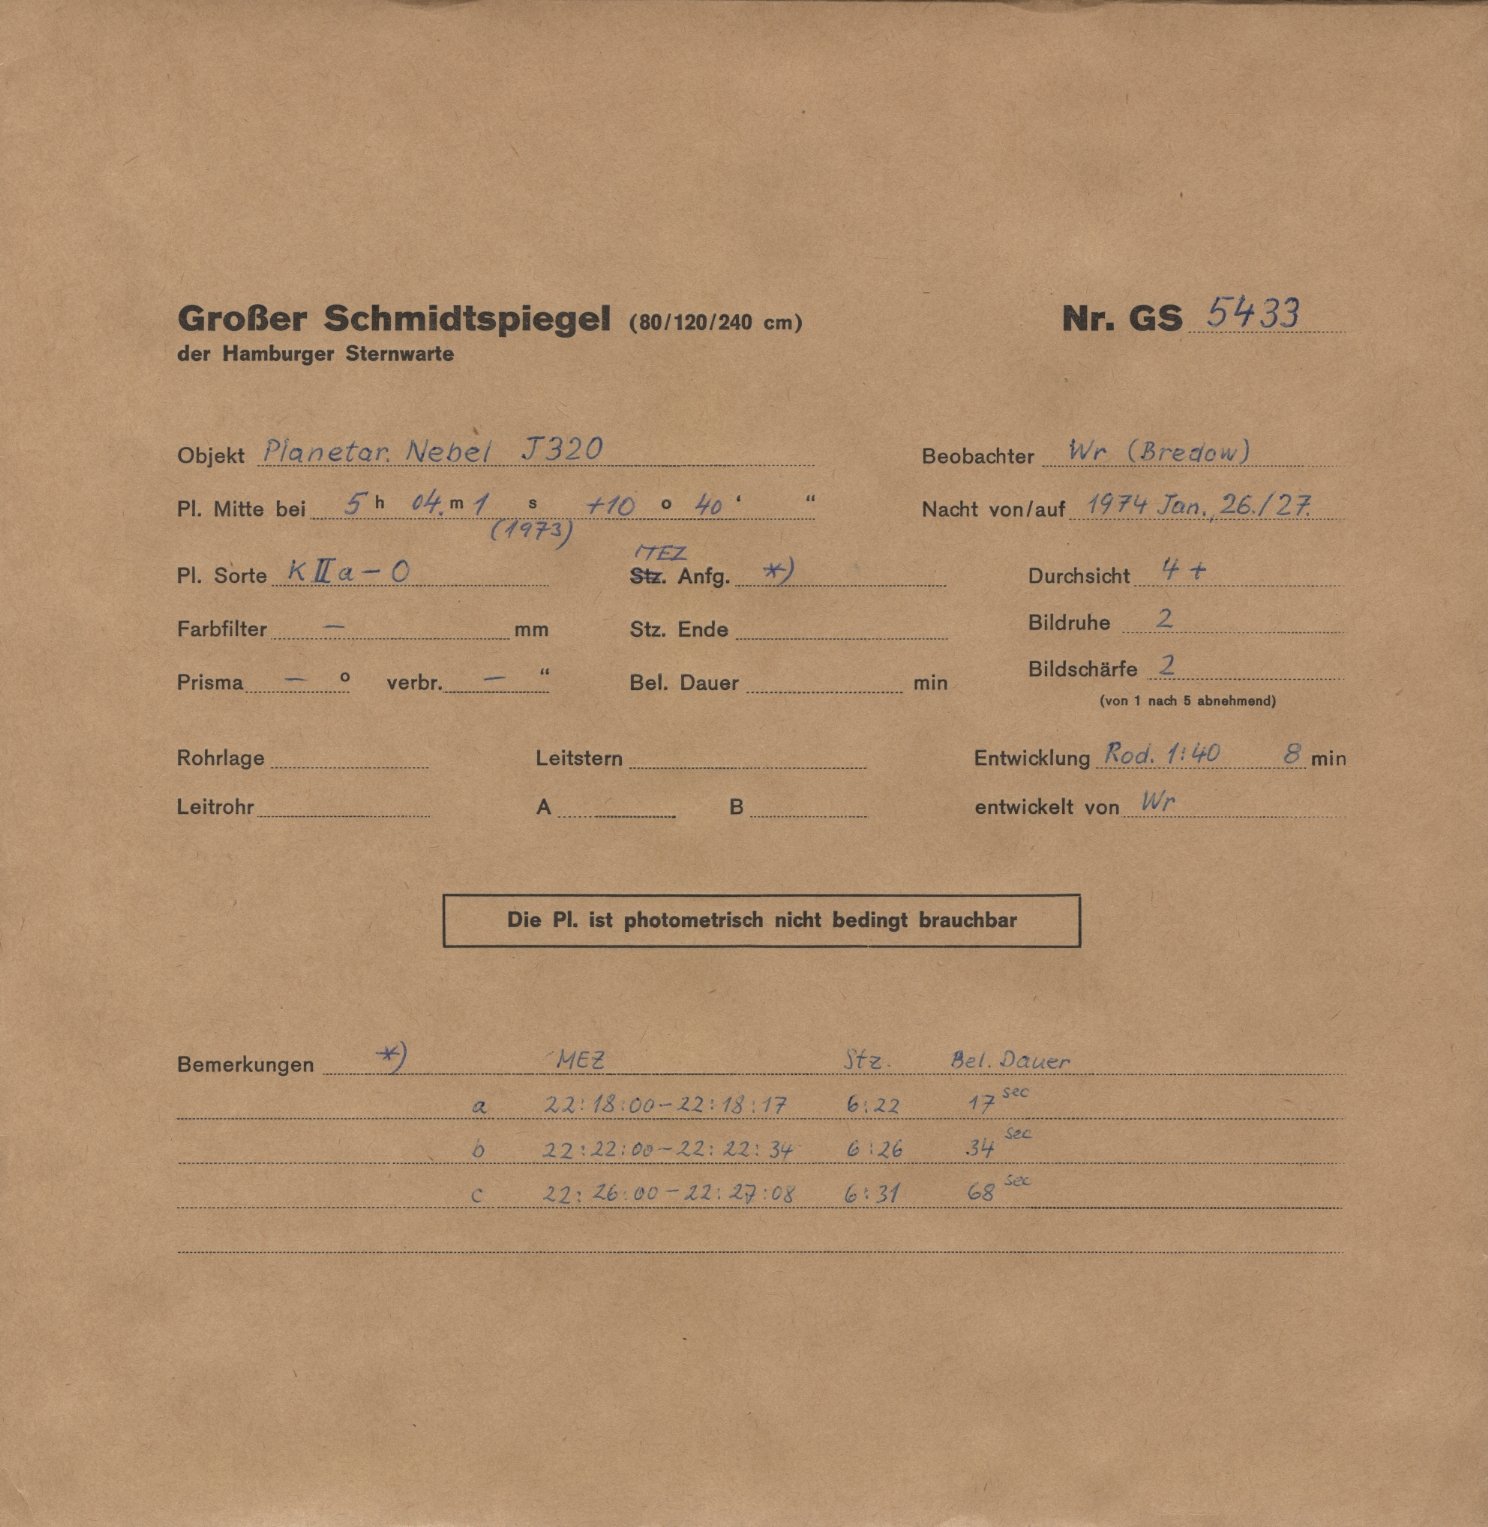 Großer Schmidtspiegel (80/120/240 cm) Nr. GS 5433
der Hamburger Sternwarte
Objekt Planetar. Nebel J320 Beobachter Wr (Bredow)
Pl. Mitte bei 5 h 04. m 1 s +10 o 40 ' “ Nacht von/auf 1974 Jan. 26./27.
(1973)
MEZ
Pl. Sorte K II a - O Stz. Anfg. *) Durchsicht 4+
Farbfilter — mm Stz. Ende Bildruhe 2
Prisma — o verbr. — “ Bel. Dauer min Bildschärfe 2
(von 1 nach 5 abnehmend)
Rohrlage Leitstern Entwicklung Rod. 1:40 8 min
Leitrohr A B entwickelt von Wr
Die Pl. ist photometrisch nicht bedingt brauchbar
Bemerkungen *) MEZ Stz. Bel. Dauer
a 22:18:00-22:18:17 6:22 17 sec
b 22:22:00-22:22:34 6:26 34 sec
c 22:26:00-22:27:08 6:31 68 sec